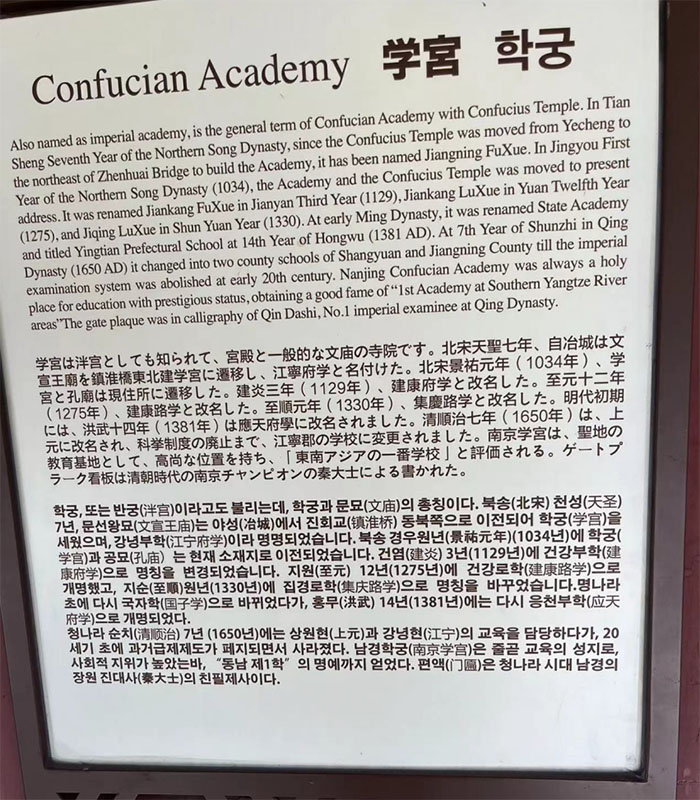 Confucian Academy 学宫 학궁
Also named as imperial academy, is the general term of Confucian Academy with Confucius Temple. In Tian
Sheng Seventh Year of the Northern Song Dynasty, since the Confucius Temple was moved from Yecheng to
the northeast of Zhenhuai Bridge to build the Academy, it has been named Jiangning FuXue. In Jingyou First
Year of the Northern Song Dynasty (1034), the Academy and the Confucius Temple was moved to present
address. It was renamed Jiankang FuXue in Jianyan Third Year (1129), Jiankang LuXue in Yuan Twelfth Year
(1275), and Jiqing LuXue in Shun Yuan Year (1330). At early Ming Dynasty, it was renamed State Academy
and titled Yingtian Prefectural School at 14th Year of Hongwu (1381 AD). At 7th Year of Shunzhi in Qing
Dynasty (1650 AD) it changed into two county schools of Shangyuan and Jiangning County till the imperial
examination system was abolished at early 20th century. Nanjing Confucian Academy was always a holy
place for education with prestigious status, obtaining a good fame of “1st Academy at Southern Yangtze River
areas”The gate plaque was in calligraphy of Qin Dashi, No.1 imperial examinee at Qing Dynasty.
学宮は泮宫としても知られて、宮殿と一般的な文庙の寺院です。北宋天聖七年、自冶城は文
宣王廟を鎮淮橋東北建学宮に遷移し、江寧府学と名付けた。北宋景祐元年（1034年）、学
宮と孔廟は現住所に遷移した。建炎三年（1129年）、建康府学と改名した。至元十二年
（1275年）、建康路学と改名した。至順元年（1330年）、集慶路学と改名した。明代初期
には、洪武十四年（1381年）は應天府學に改名されました。清順治七年（1650年）は、上
元に改名され、科挙制度の廃止まで、江寧郡の学校に変更されました。南京学宮は、聖地の
教育基地として、高尚な位置を持ち、「東南アジアの一番学校」と評価される。ゲートプ
ラーク看板は清朝時代の南京チャンピオンの秦大士による書かれた。
학궁, 또는 반궁(泮宫)이라고도 불리는데, 학궁과 문묘(文庙)의 총칭이다. 북송(北宋) 천성(天圣)
7년, 문선왕묘(文宣王庙)는 야성(冶城)에서 진회교(镇淮桥) 동북쪽으로 이전되어 학궁(学宫)을
세웠으며, 강녕부학(江宁府学)이라 명명되었습니다. 북송 경우원년(景祐元年)(1034년)에 학궁(
学宫)과 공묘(孔庙）는 현재 소재지로 이전되었습니다. 건염(建炎) 3년(1129년)에 건강부학(建
康府学)으로 명칭을 변경되었습니다. 지원(至元) 12년(1275년)에 건강로학(建康路学)으로
개명했고, 지순(至順)원년(1330년)에 집경로학(集庆路学)으로 명칭을 바꾸었습니다.명나라
초에 다시 국자학(国子学)으로 바뀌었다가, 홍무(洪武) 14년(1381년)에는 다시 응천부학(应天
府学)으로 개명되었다.
청나라 순치(清顺治) 7년 (1650년)에는 상원현(上元)과 강녕현(江宁)의 교육을 담당하다가, 20
세기 초에 과거급제제도가 폐지되면서 사라졌다. 남경학궁(南京学宫)은 줄곧 교육의 성지로,
사회적 지위가 높았는바, “동남 제1학” 의 명예까지 얻었다. 편액(门匾)은 청나라 시대 남경의
장원 진대사(秦大士)의 친필제사이다.